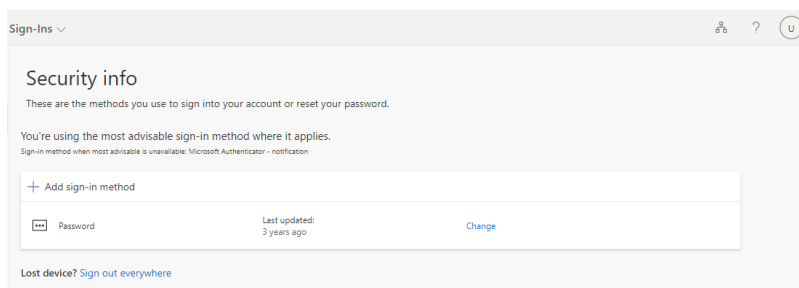 Sign-Ins
? U
Security info
These are the methods you use to sign into your account or reset your password.
You're using the most advisable sign-in method where it applies.
Sign-in method when most advisable is unavailable: Microsoft Authenticator - notification
+ Add sign-in method
Password Last updated: Change
3 years ago
Lost device? Sign out everywhere